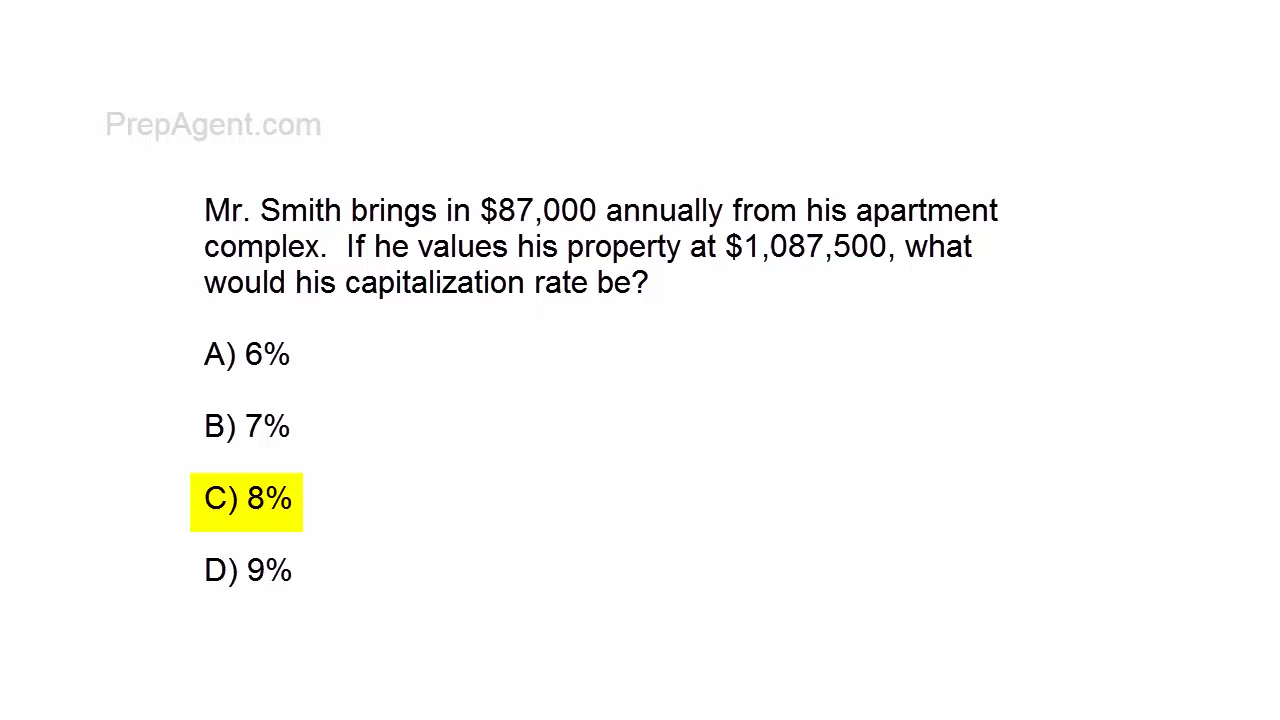 PrepAgent.com
Mr. Smith brings in $87,000 annually from his apartment
complex.  If he values his property at $1,087,500, what
would his capitalization rate be?
A) 6%
B) 7%
C) 8%
D) 9%